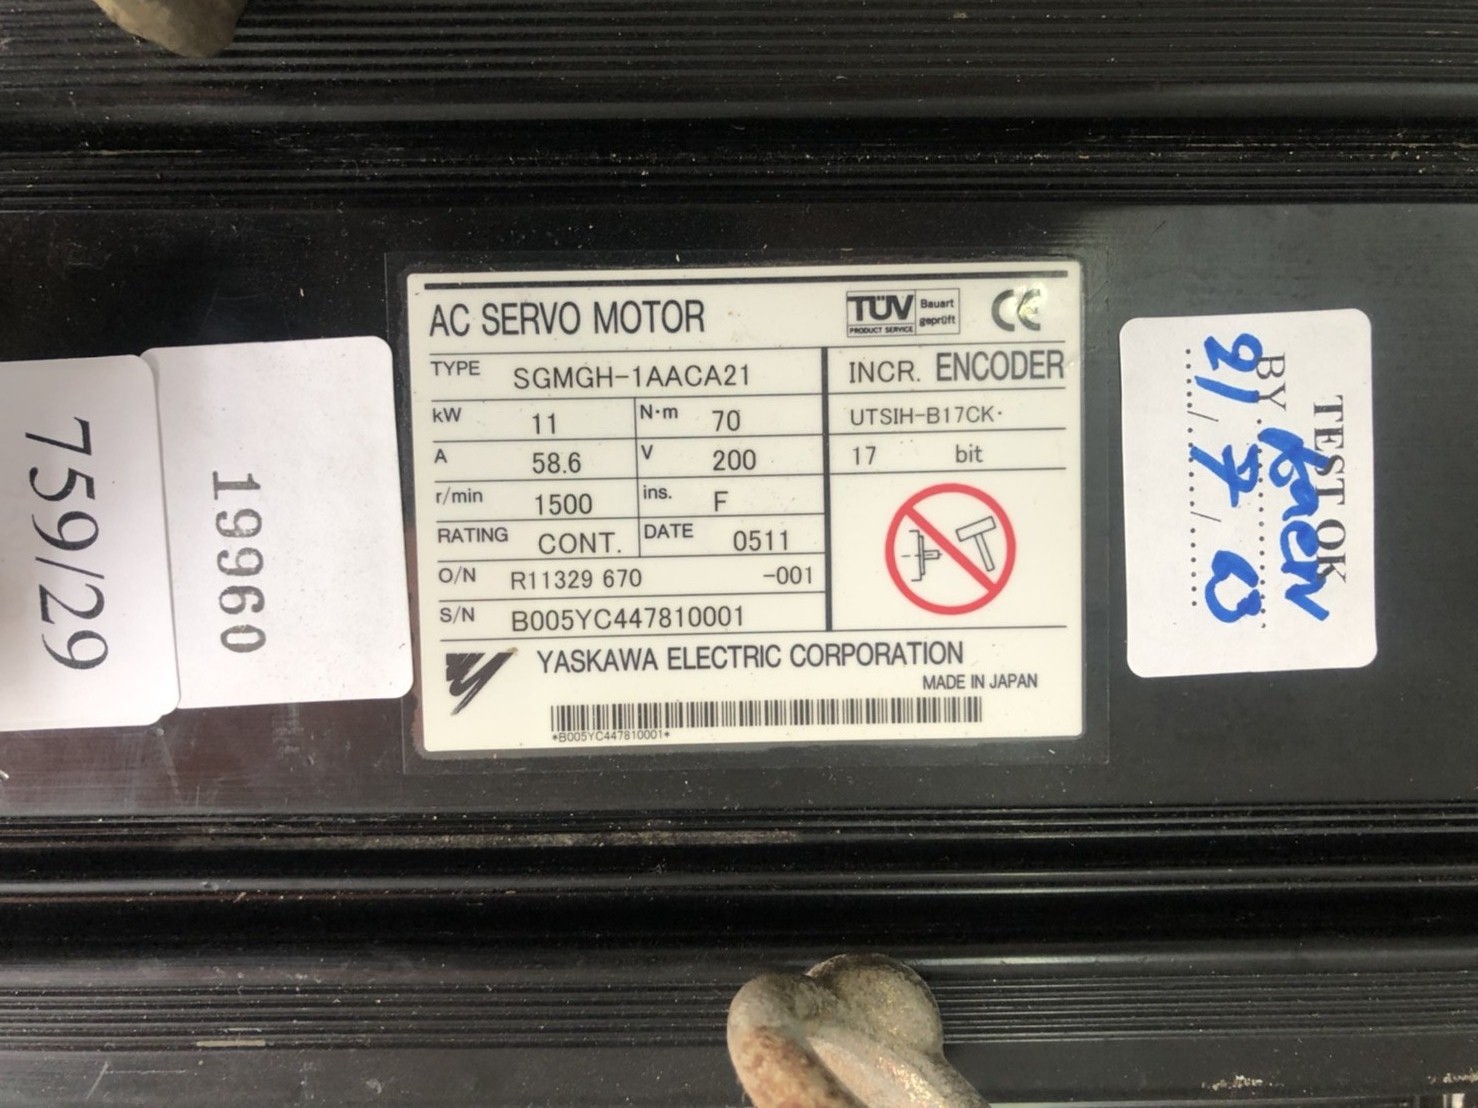 AC SERVO MOTOR
TÜV
PRODUCT SERVICE
Bauart
geprüft
CE
TYPE SGMGH-1AACA21
kW 11 N·m 70
A 58.6 V 200
r/min 1500 ins. F
RATING CONT. DATE 0511
O/N R11329 670 -001
S/N B005YC447810001
INCR. ENCODER
UTSIH-B17CK·
17 bit
YASKAWA ELECTRIC CORPORATION
MADE IN JAPAN
*B005YC447810001*
19960
759/29
TEST OK
BY